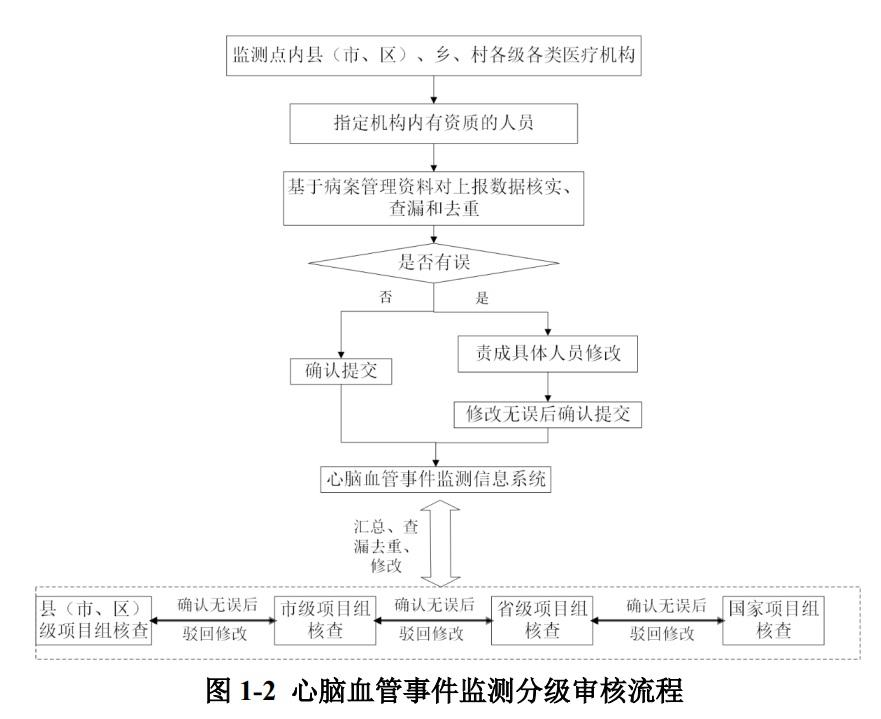 监测点内县（市、区）、乡、村各级各类医疗机构
指定机构内有资质的人员
基于病案管理资料对上报数据核实、
查漏和去重
是否有误
否
是
确认提交
责成具体人员修改
修改无误后确认提交
心脑血管事件监测信息系统
汇总、查
漏去重、
修改
县（市、区）
级项目组核查
确认无误后
驳回修改
市级项目组
核查
确认无误后
驳回修改
省级项目组
核查
确认无误后
驳回修改
国家项目组
核查
图 1-2 心脑血管事件监测分级审核流程